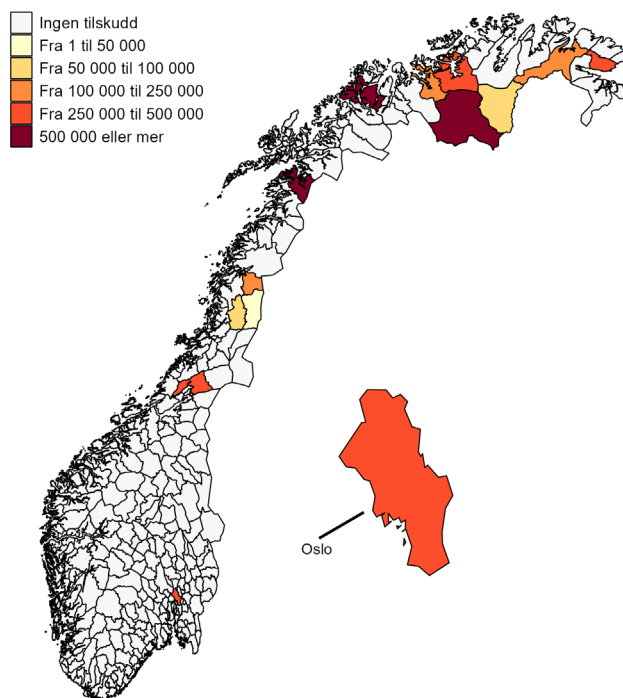 Ingen tilskudd
Fra 1 til 50 000
Fra 50 000 til 100 000
Fra 100 000 til 250 000
Fra 250 000 til 500 000
500 000 eller mer
Oslo